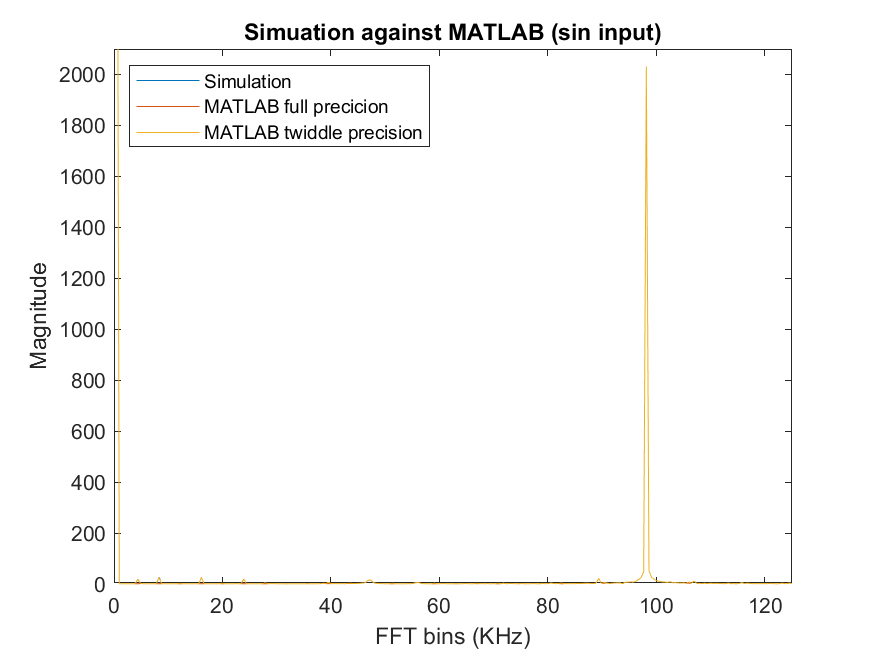 Simuation against MATLAB (sin input)
Simulation
MATLAB full precicion
MATLAB twiddle precision
Magnitude
2000
1800
1600
1400
1200
1000
800
600
400
200
0
0 20 40 60 80 100 120
FFT bins (KHz)